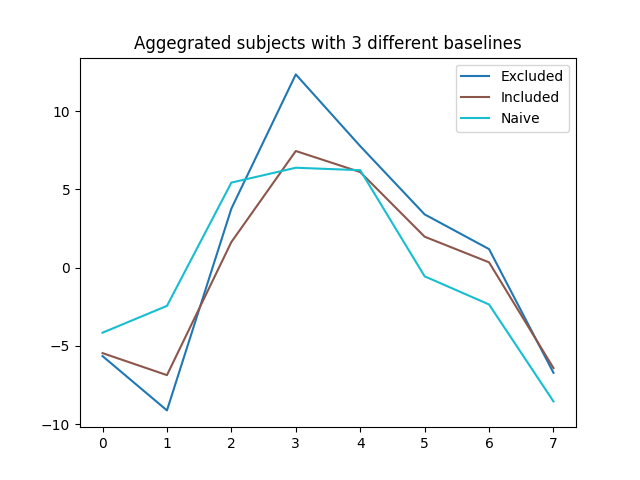 Aggegrated subjects with 3 different baselines
Excluded
Included
Naive
10
5
0
−5
−10
0 1 2 3 4 5 6 7